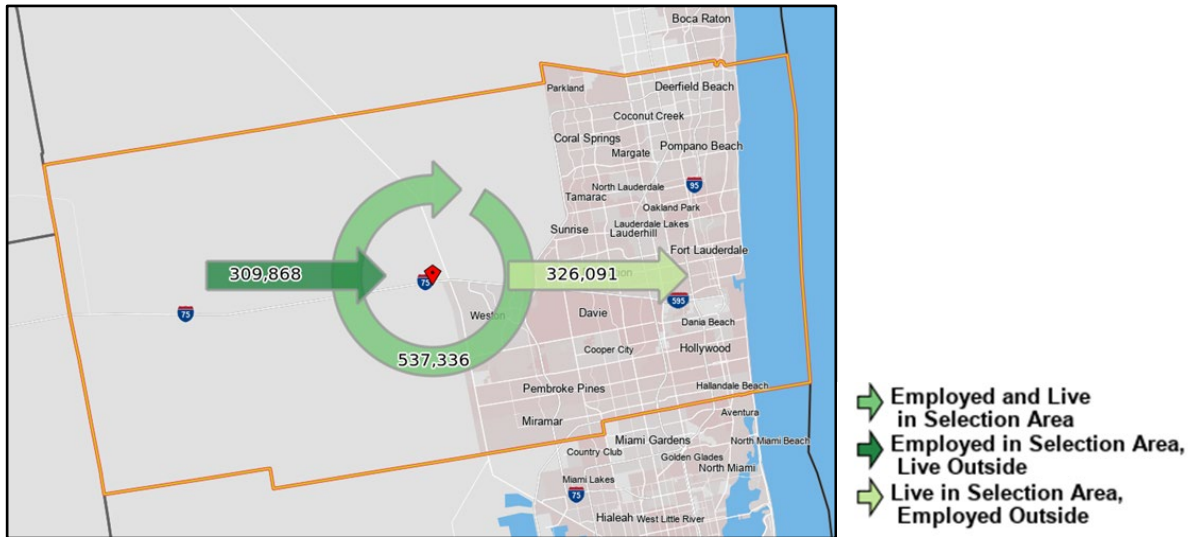 Boca Raton
Parkland
Deerfield Beach
Coconut Creek
Coral Springs
Margate
Pompano Beach
North Lauderdale
95
Tamarac
Oakland Park
Lauderdale Lakes
Sunrise
Lauderhill
Fort Lauderdale
309,868
75
326,091
75
Weston
Davie
595
Dania Beach
Cooper City
Hollywood
537,336
Pembroke Pines
Hallandale Beach
Miramar
Aventura
Miami Gardens
North Miami Beach
Country Club
Golden Glades
North Miami
Miami Lakes
75
Hialeah
West Little River
Employed and Live
in Selection Area
Employed in Selection Area,
Live Outside
Live in Selection Area,
Employed Outside